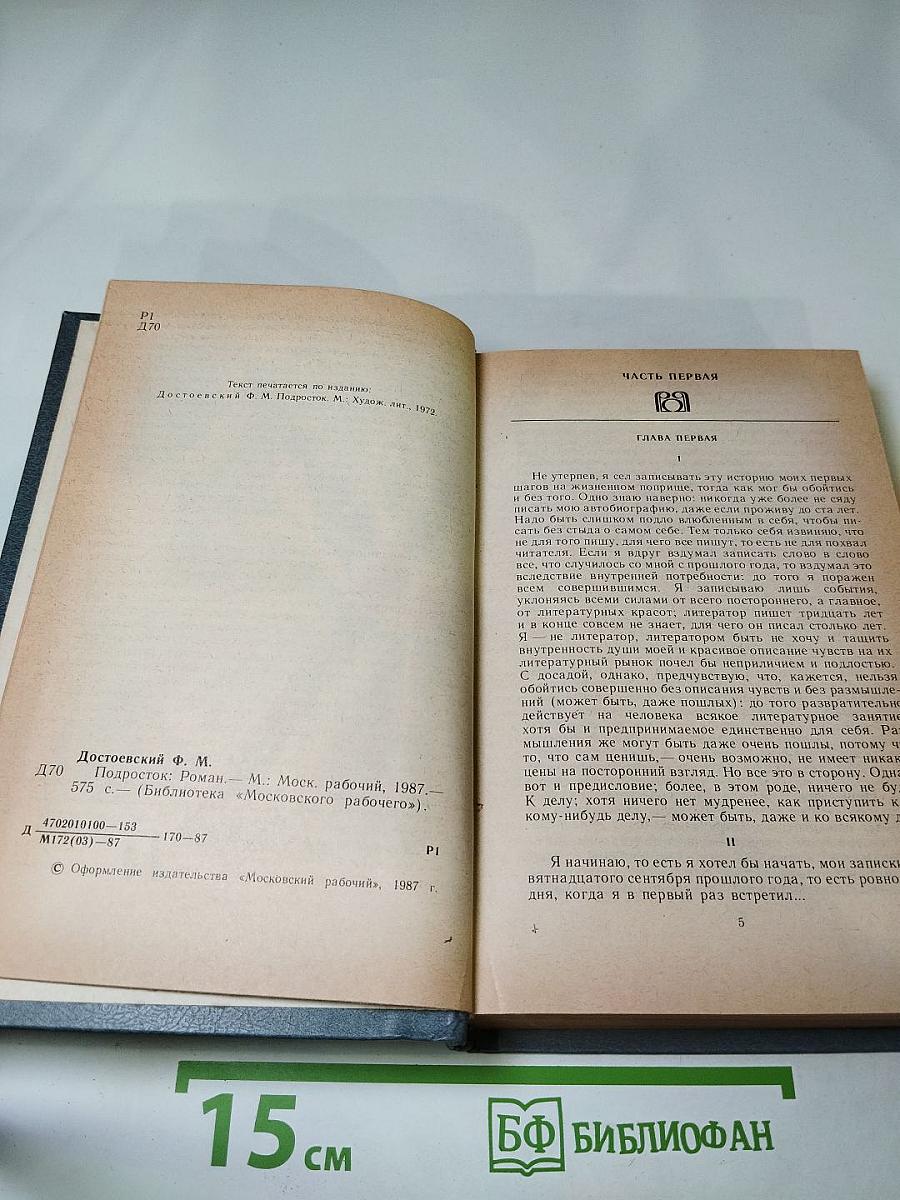 Р1
Д70
Текст печатается по изданию:
Достоевский Ф. М. Подросток. М.: Худож. лит., 1972.
Достоевский Ф. М.
Д70 Подросток: Роман.— М.: Моск. рабочий, 1987.—
575 с.— (Библиотека «Московского рабочего»).
Д 4702010100—153
М172(03)—87
—170—87
Р1
© Оформление издательства «Московский рабочий», 1987 г.
ЧАСТЬ ПЕРВАЯ
ГЛАВА ПЕРВАЯ
I
Не утерпев, я сел записывать эту историю моих первых
шагов на жизненном поприще, тогда как мог бы обойтись
и без того. Одно знаю наверно: никогда уже более не сяду
писать мою автобиографию, даже если проживу до ста лет.
Надо быть слишком подло влюбленным в себя, чтобы пи-
сать без стыда о самом себе. Тем только себя извиняю, что
не для того пишу, для чего все пишут, то есть не для похвал
читателя. Если я вдруг вздумал записать слово в слово
все, что случилось со мной с прошлого года, то вздумал это
вследствие внутренней потребности: до того я поражен
всем совершившимся. Я записываю лишь события,
уклоняясь всеми силами от всего постороннего, а главное,
от литературных красот; литератор пишет тридцать лет
и в конце совсем не знает, для чего он писал столько лет.
Я — не литератор, литератором быть не хочу и тащить
внутренность души моей и красивое описание чувств на их
литературный рынок почел бы неприличием и подлостью.
С досадой, однако, предчувствую, что, кажется, нельзя
обойтись совершенно без описания чувств и без размышле-
ний (может быть, даже пошлых): до того развратительно
действует на человека всякое литературное занятие
хотя бы и предпринимаемое единственно для себя. Раз
мышления же могут быть даже очень пошлы, потому ч
то, что сам ценишь,— очень возможно, не имеет никак
цены на посторонний взгляд. Но все это в сторону. Одна
вот и предисловие; более, в этом роде, ничего не бу
К делу; хотя ничего нет мудренее, как приступить к
кому-нибудь делу,— может быть, даже и ко всякому д
II
Я начинаю, то есть я хотел бы начать, мои записки
вятнадцатого сентября прошлого года, то есть ровно
дня, когда я в первый раз встретил...
5
15 см
БФ БИБЛИОФАН